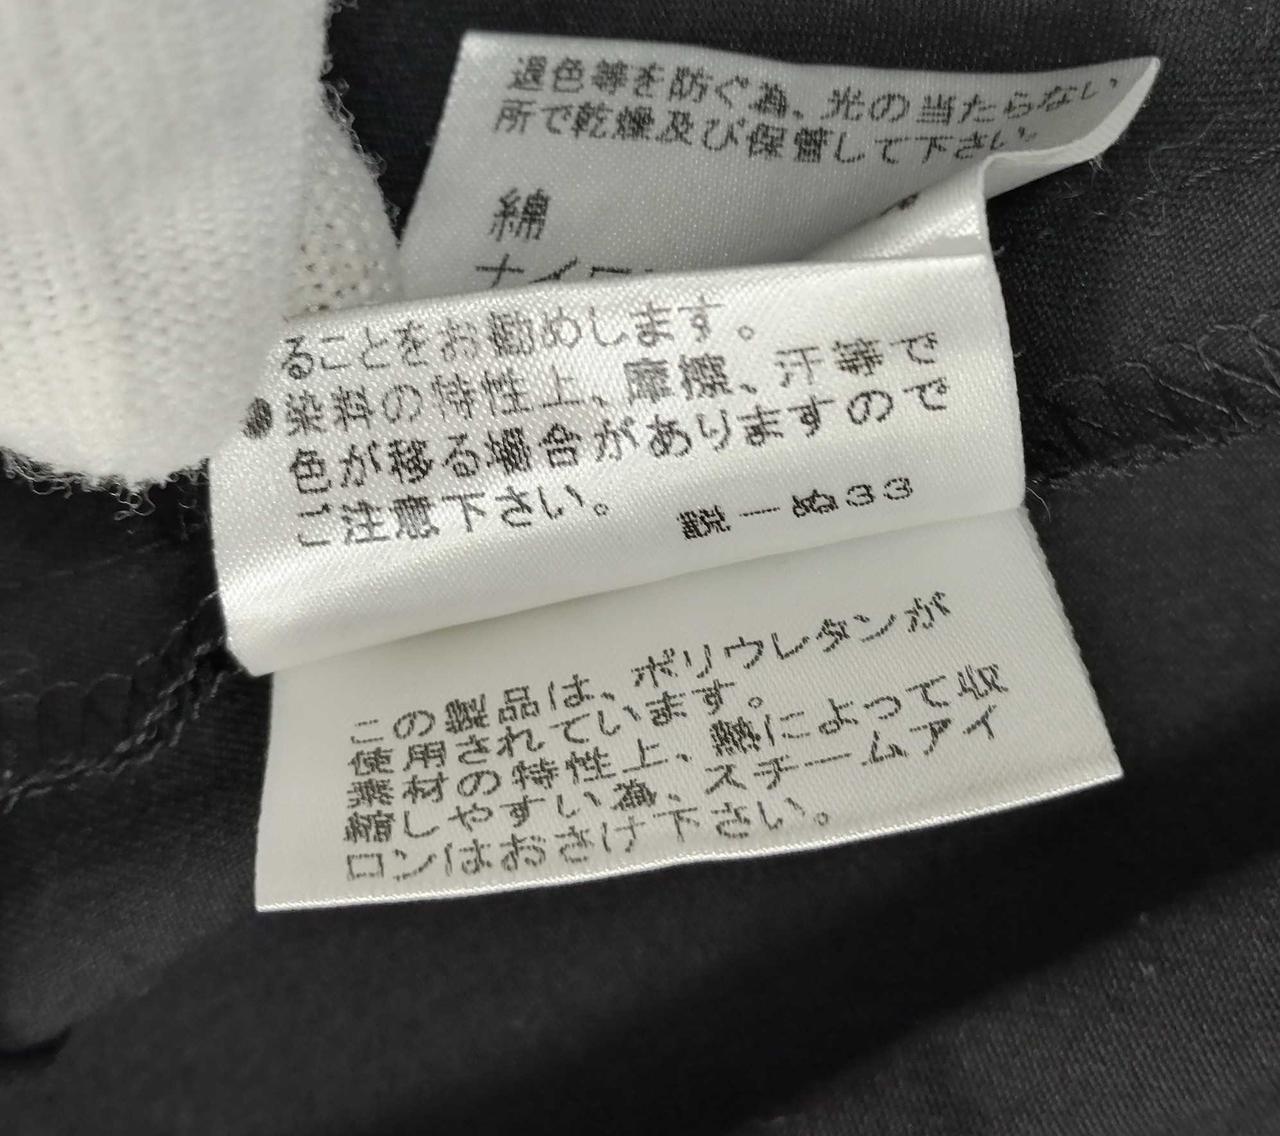 退色等を防ぐ為、光の当たらない
所で乾燥及び保管して下さい。
綿
ナイロン
ることをお勧めします。
●染料の特性上、摩擦、汗等で
色が移る場合がありますので
ご注意下さい。
この製品は、ポリウレタンが
使用されています。
素材の特性上、熱によって収
縮しやすい為、スチームアイ
ロンはおさけ下さい。